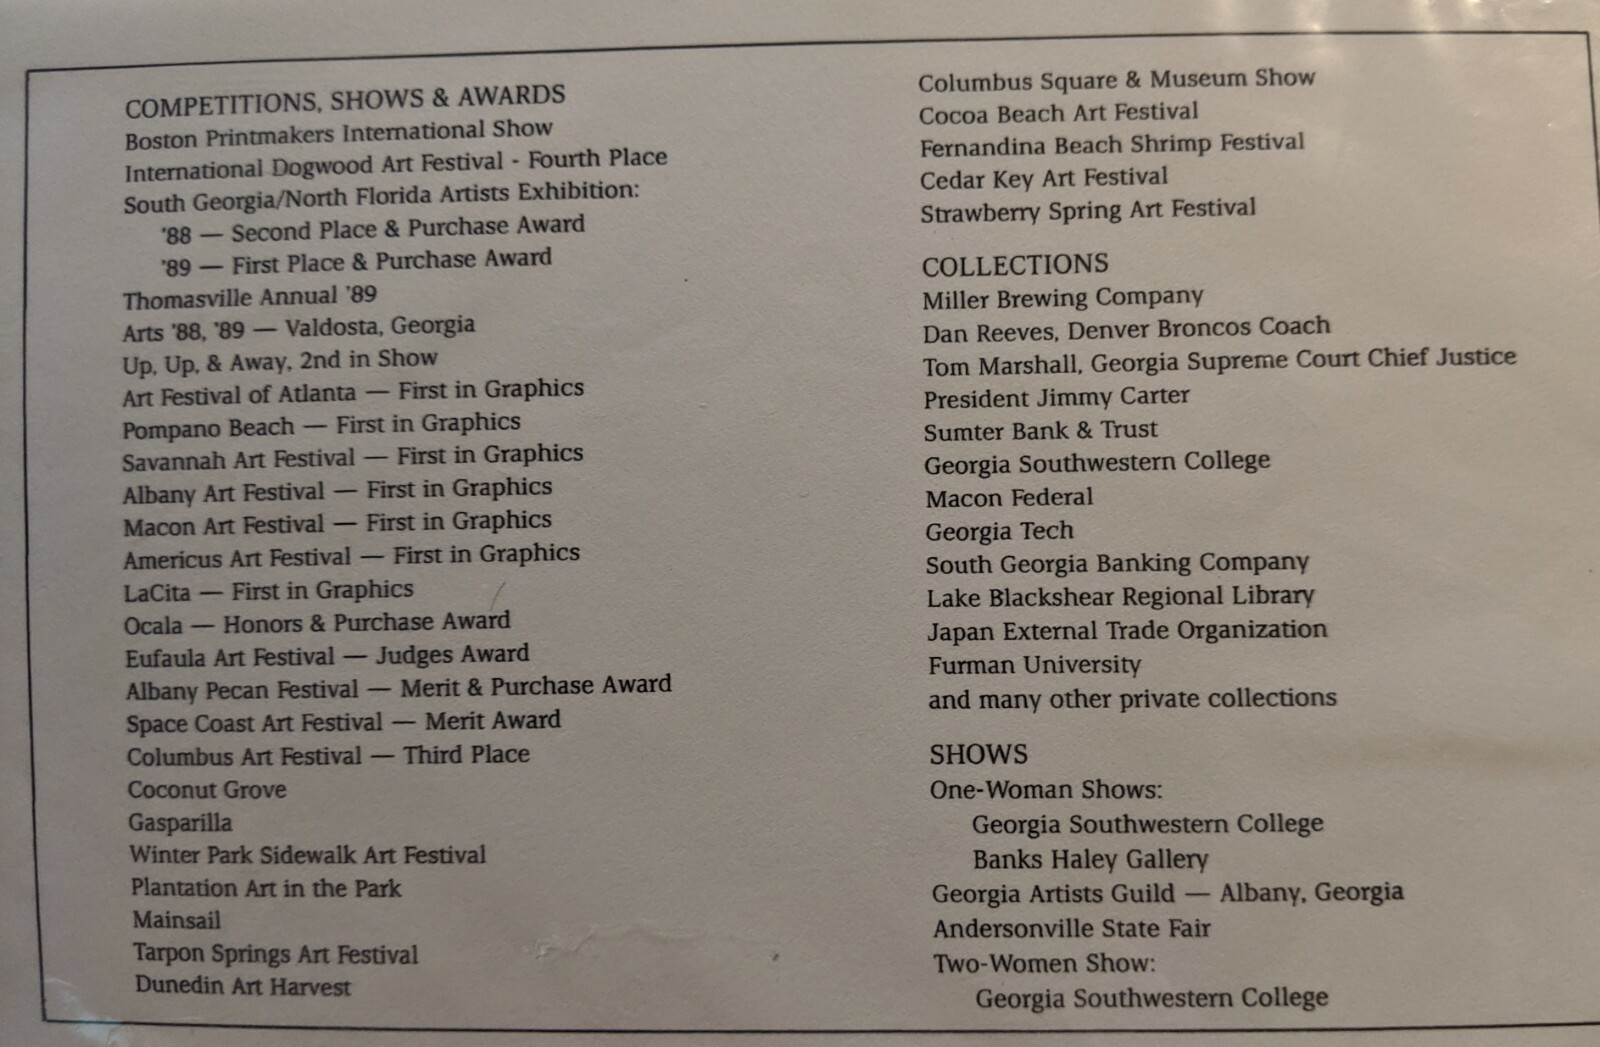 COMPETITIONS, SHOWS & AWARDS
Boston Printmakers International Show
International Dogwood Art Festival - Fourth Place
South Georgia/North Florida Artists Exhibition:
'88 — Second Place & Purchase Award
'89 — First Place & Purchase Award
Thomasville Annual '89
Arts '88, '89 — Valdosta, Georgia
Up, Up, & Away, 2nd in Show
Art Festival of Atlanta — First in Graphics
Pompano Beach — First in Graphics
Savannah Art Festival — First in Graphics
Albany Art Festival — First in Graphics
Macon Art Festival — First in Graphics
Americus Art Festival — First in Graphics
LaCita — First in Graphics
Ocala — Honors & Purchase Award
Eufaula Art Festival — Judges Award
Albany Pecan Festival — Merit & Purchase Award
Space Coast Art Festival — Merit Award
Columbus Art Festival — Third Place
Coconut Grove
Gasparilla
Winter Park Sidewalk Art Festival
Plantation Art in the Park
Mainsail
Tarpon Springs Art Festival
Dunedin Art Harvest
Columbus Square & Museum Show
Cocoa Beach Art Festival
Fernandina Beach Shrimp Festival
Cedar Key Art Festival
Strawberry Spring Art Festival
COLLECTIONS
Miller Brewing Company
Dan Reeves, Denver Broncos Coach
Tom Marshall, Georgia Supreme Court Chief Justice
President Jimmy Carter
Sumter Bank & Trust
Georgia Southwestern College
Macon Federal
Georgia Tech
South Georgia Banking Company
Lake Blackshear Regional Library
Japan External Trade Organization
Furman University
and many other private collections
SHOWS
One-Woman Shows:
Georgia Southwestern College
Banks Haley Gallery
Georgia Artists Guild — Albany, Georgia
Andersonville State Fair
Two-Women Show:
Georgia Southwestern College